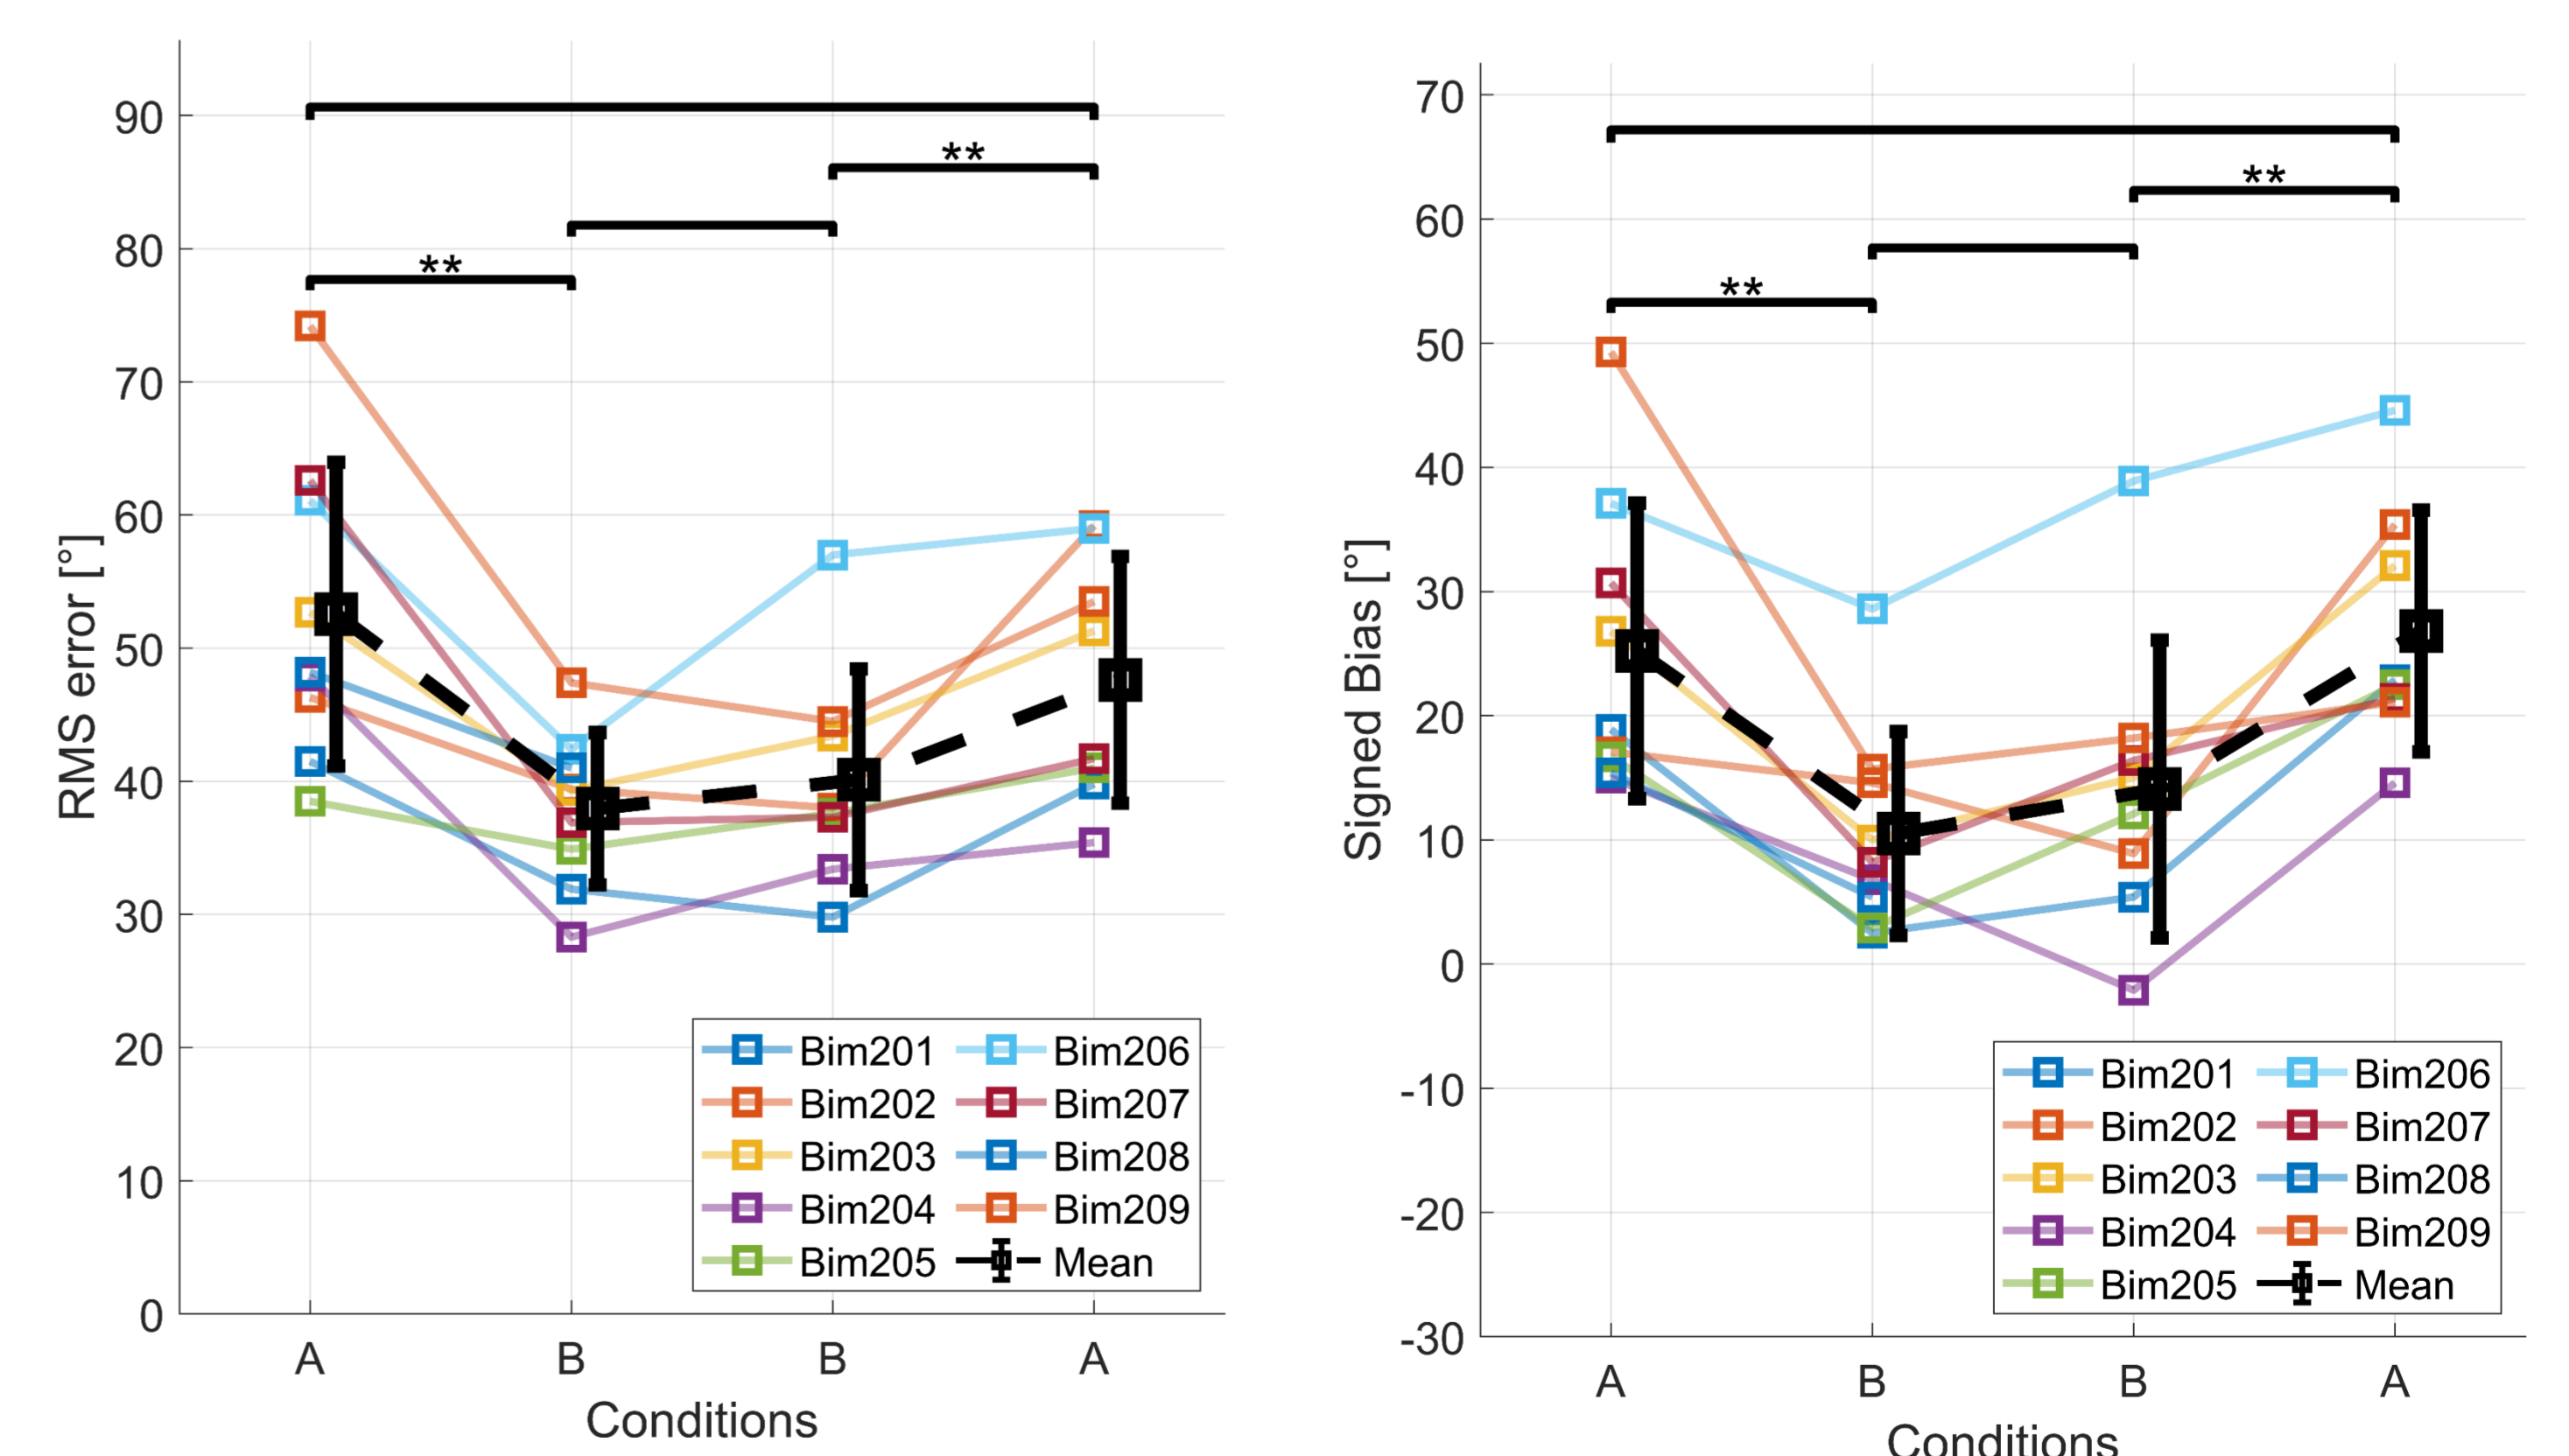 90
80
70
60
50
40
30
20
10
0
RMS error [°]
**
**
A B B A
Conditions
Bim201 Bim206
Bim202 Bim207
Bim203 Bim208
Bim204 Bim209
Bim205 Mean
70
60
50
40
30
20
10
0
-10
-20
-30
Signed Bias [°]
**
**
A B B A
Conditions
Bim201 Bim206
Bim202 Bim207
Bim203 Bim208
Bim204 Bim209
Bim205 Mean